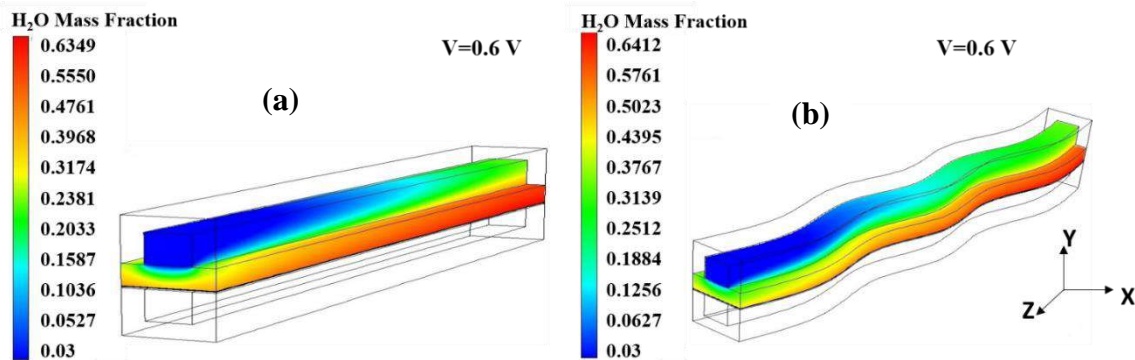 H₂O Mass Fraction
0.6349
0.5550
0.4761
0.3968
0.3174
0.2381
0.2033
0.1587
0.1036
0.0527
0.03
V=0.6 V
(a)
H₂O Mass Fraction
0.6412
0.5761
0.5023
0.4395
0.3767
0.3139
0.2512
0.1884
0.1256
0.0627
0.03
V=0.6 V
(b)
Y
X
Z